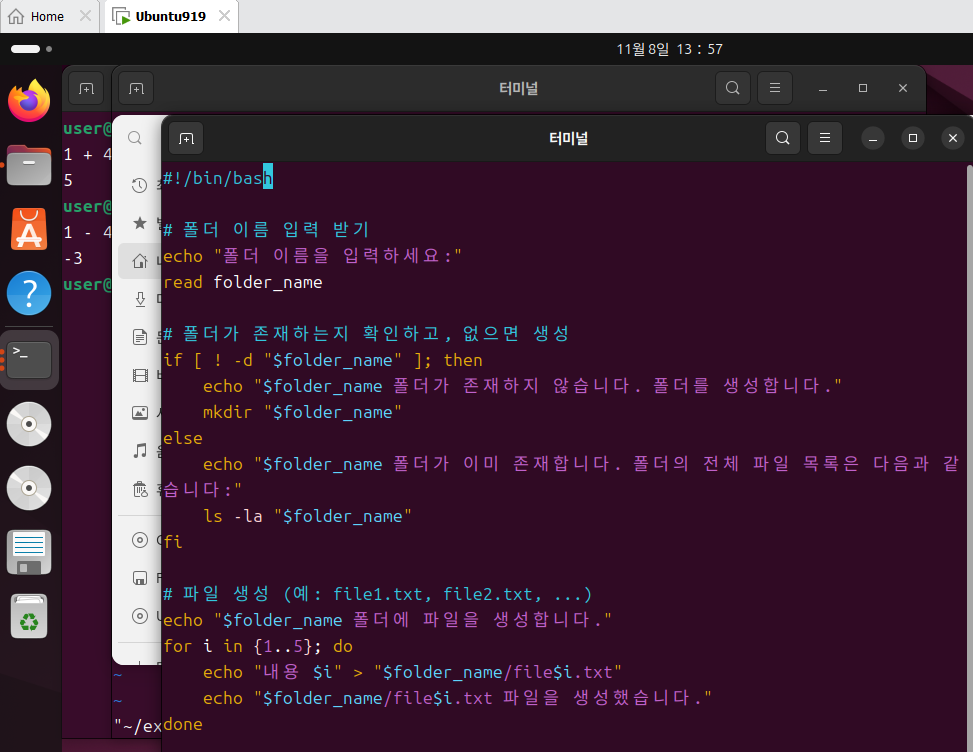 Home
Ubuntu919
11월 8일 13 : 57
터미널
터미널
user@
1 + 4
5
user@
1 - 4
-3
user@
#!/bin/bash
# 폴더 이름 입력 받기
echo "폴더 이름을 입력하세요:"
read folder_name
# 폴더가 존재하는지 확인하고, 없으면 생성
if [ ! -d "$folder_name" ]; then
echo "$folder_name 폴더가 존재하지 않습니다. 폴더를 생성합니다."
mkdir "$folder_name"
else
echo "$folder_name 폴더가 이미 존재합니다. 폴더의 전체 파일 목록은 다음과 같
습니다:"
ls -la "$folder_name"
fi
# 파일 생성 (예: file1.txt, file2.txt, ...)
echo "$folder_name 폴더에 파일을 생성합니다."
for i in {1..5}; do
echo "내용 $i" > "$folder_name/file$i.txt"
echo "$folder_name/file$i.txt 파일을 생성했습니다."
done
~
~
"~/ex